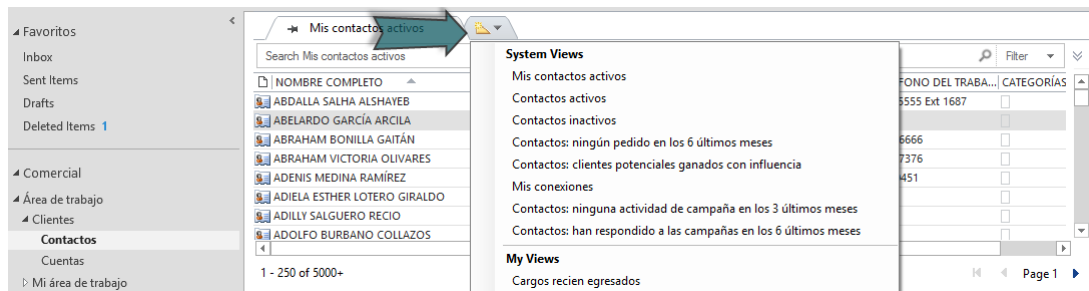 Favoritos
Inbox
Sent Items
Drafts
Deleted Items 1
Comercial
Área de trabajo
Clientes
Contactos
Cuentas
Mi área de trabajo
Mis contactos activos
Search Mis contactos activos
Filter
NOMBRE COMPLETO
FONO DEL TRABA... CATEGORÍAS
ABDALLA SALHA ALSHAYEB
5555 Ext 1687
ABELARDO GARCÍA ARCILA
ABRAHAM BONILLA GAITÁN
6666
ABRAHAM VICTORIA OLIVARES
7376
ADENIS MEDINA RAMÍREZ
451
ADIELA ESTHER LOTERO GIRALDO
ADILLY SALGUERO RECIO
ADOLFO BURBANO COLLAZOS
1 - 250 of 5000+
Page 1
System Views
Mis contactos activos
Contactos activos
Contactos inactivos
Contactos: ningún pedido en los 6 últimos meses
Contactos: clientes potenciales ganados con influencia
Mis conexiones
Contactos: ninguna actividad de campaña en los 3 últimos meses
Contactos: han respondido a las campañas en los 6 últimos meses
My Views
Cargos recien egresados